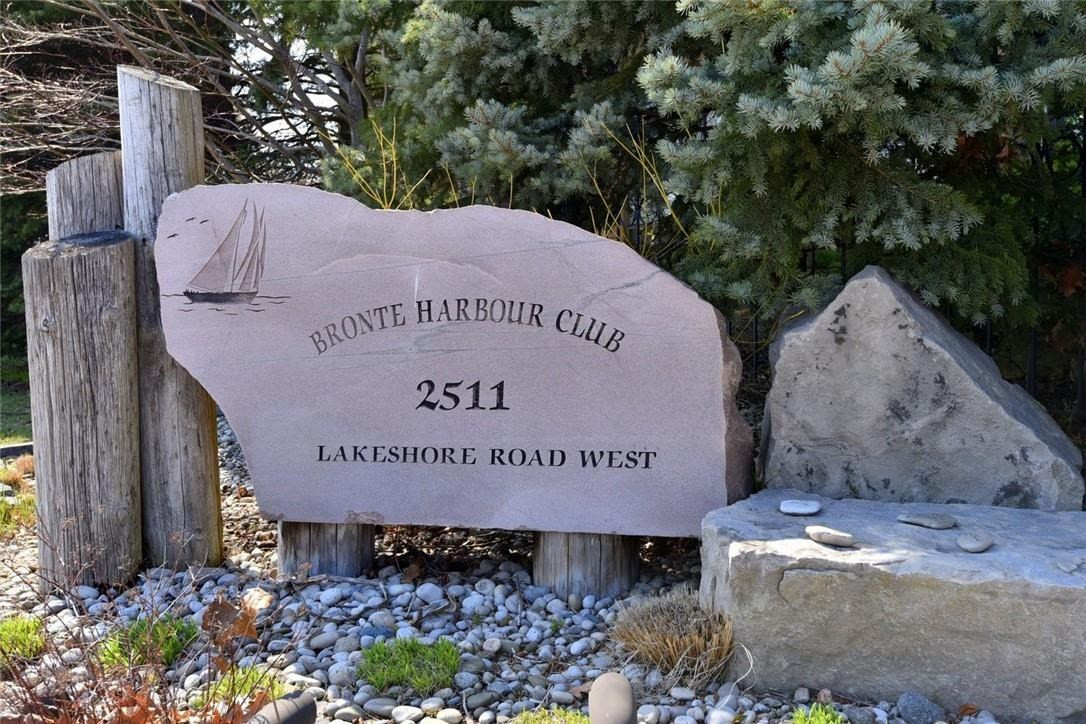 BRONTE HARBOUR CLUB
2511
LAKESHORE ROAD WEST